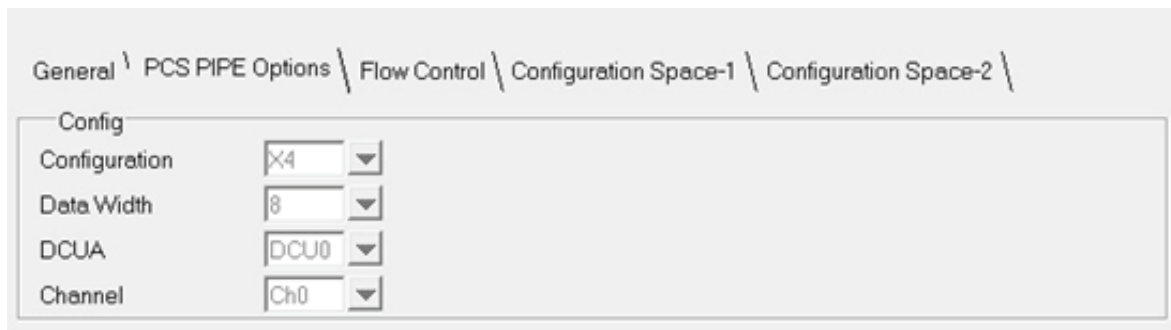 General \ PCS PIPE Options \ Flow Control \ Configuration Space-1 \ Configuration Space-2 \
Config
Configuration X4
Data Width 8
DCUA DCU0
Channel Ch0